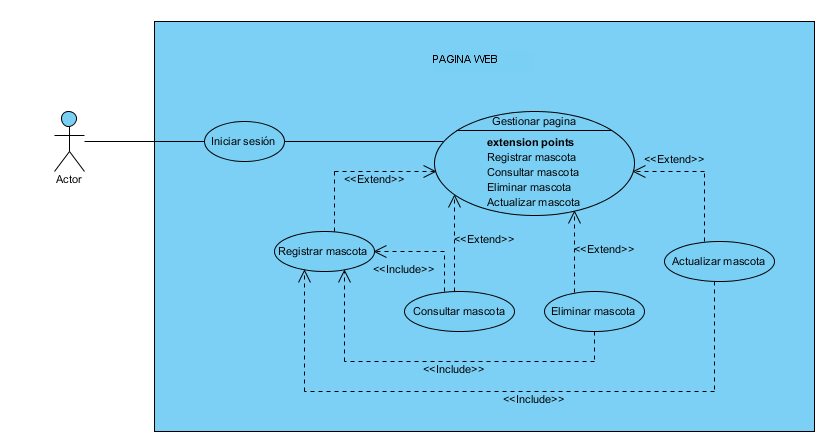 PAGINA WEB
Gestionar pagina
Iniciar sesión
extension points
Registrar mascota
Consultar mascota
Eliminar mascota
Actualizar mascota
<<Extend>>
Actor
<<Extend>>
<<Extend>>
<<Extend>>
Registrar mascota
Actualizar mascota
<<Include>>
Consultar mascota
Eliminar mascota
<<Include>>
<<Include>>